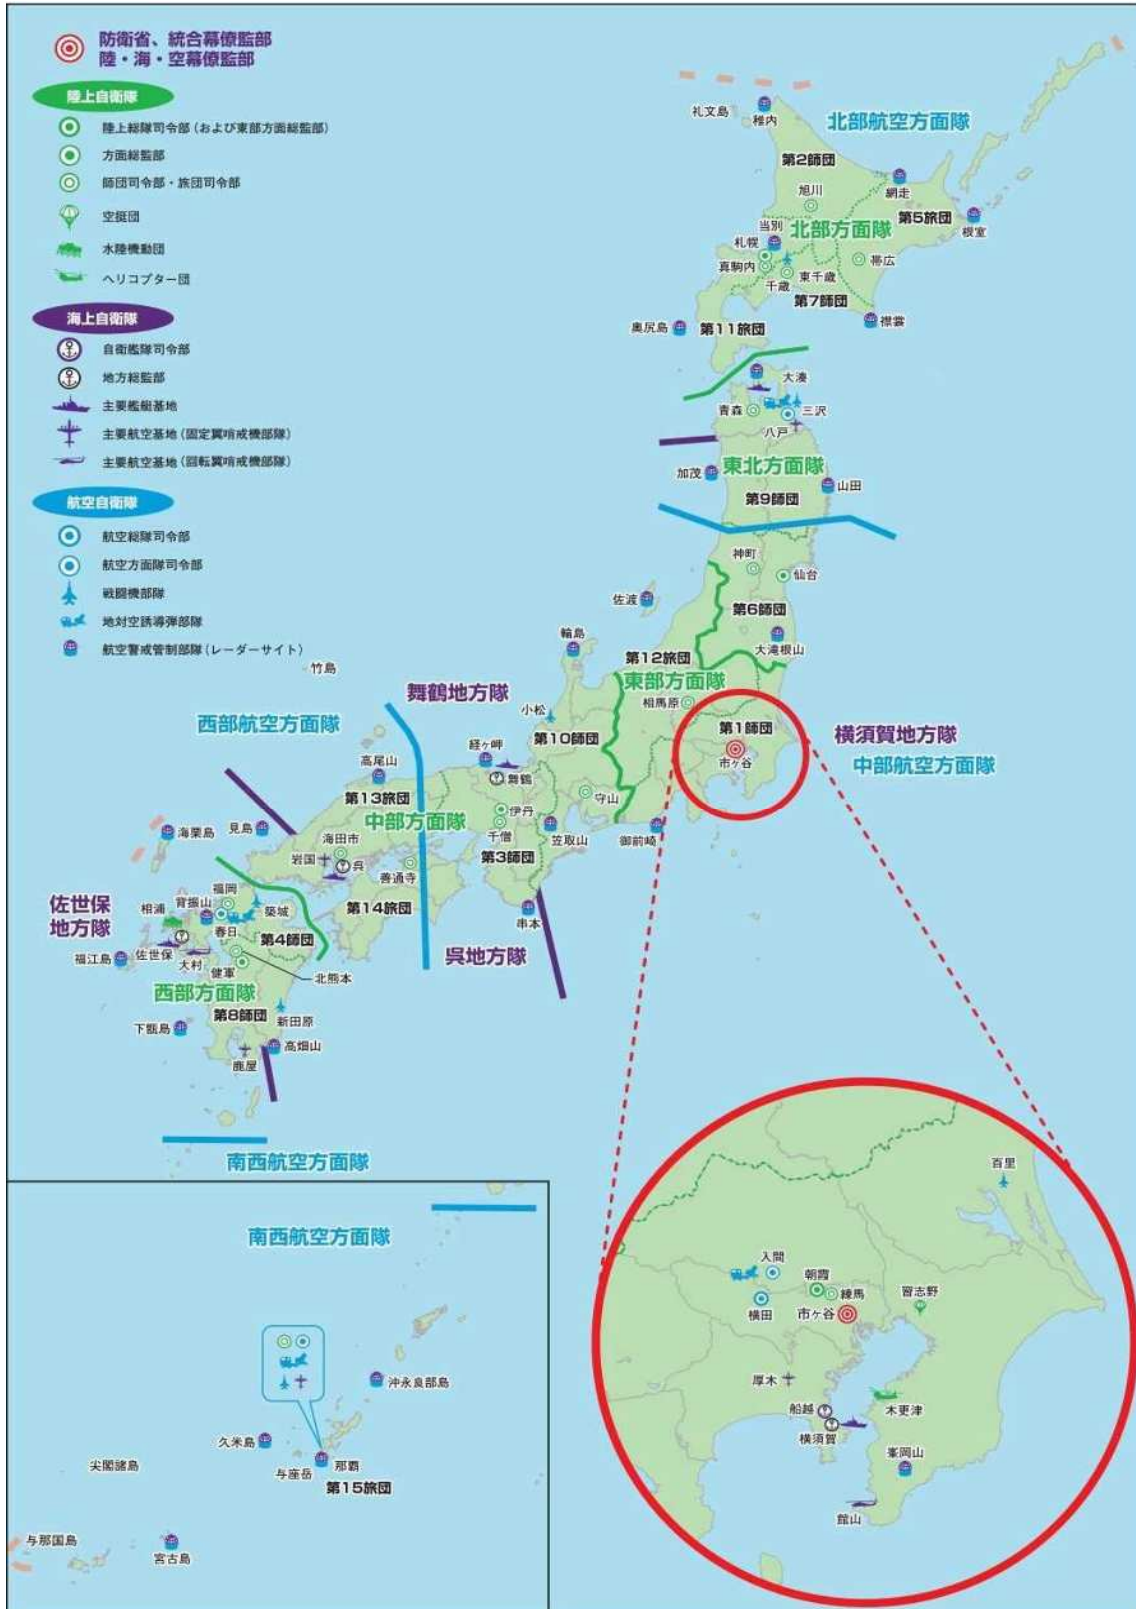 防衛省、統合幕僚監部
陸・海・空幕僚監部
陸上自衛隊
陸上総隊司令部(および東部方面総監部)
方面総監部
師団司令部・旅団司令部
空挺団
水陸機動団
ヘリコプター団
海上自衛隊
自衛艦隊司令部
地方総監部
主要艦艇基地
主要航空基地(固定翼哨戒機部隊)
主要航空基地(回転翼哨戒機部隊)
航空自衛隊
航空総隊司令部
航空方面隊司令部
戦闘機部隊
地対空誘導弾部隊
航空警戒管制部隊(レーダーサイト)
礼文島
稚内
北部航空方面隊
第2師団
旭川
網走
第5旅団
根室
当別
北部方面隊
札幌
真駒内
帯広
東千歳
千歳
第7師団
襟裳
奥尻島
第11旅団
大湊
青森
三沢
八戸
東北方面隊
加茂
山田
第9師団
神町
仙台
佐渡
第6師団
輪島
大滝根山
第12旅団
竹島
東部方面隊
舞鶴地方隊
相馬原
小松
西部航空方面隊
第1師団
第10師団
市ヶ谷
横須賀地方隊
中部航空方面隊
経ヶ岬
高尾山
舞鶴
第13旅団
守山
伊丹
中部方面隊
千僧
海栗島
見島
海田市
笠取山
御前崎
岩国
呉
第3師団
善通寺
福岡
佐世保
地方隊
相浦
背振山
築城
第14旅団
串本
春日
第4師団
呉地方隊
福江島
佐世保
大村
健軍
北熊本
西部方面隊
第8師団
新田原
下甑島
高畑山
鹿屋
南西航空方面隊
南西航空方面隊
沖永良部島
久米島
尖閣諸島
与座岳
那覇
第15旅団
与那国島
宮古島
百里
入間
朝霞
練馬
習志野
横田
市ヶ谷
厚木
船越
木更津
横須賀
峯岡山
館山